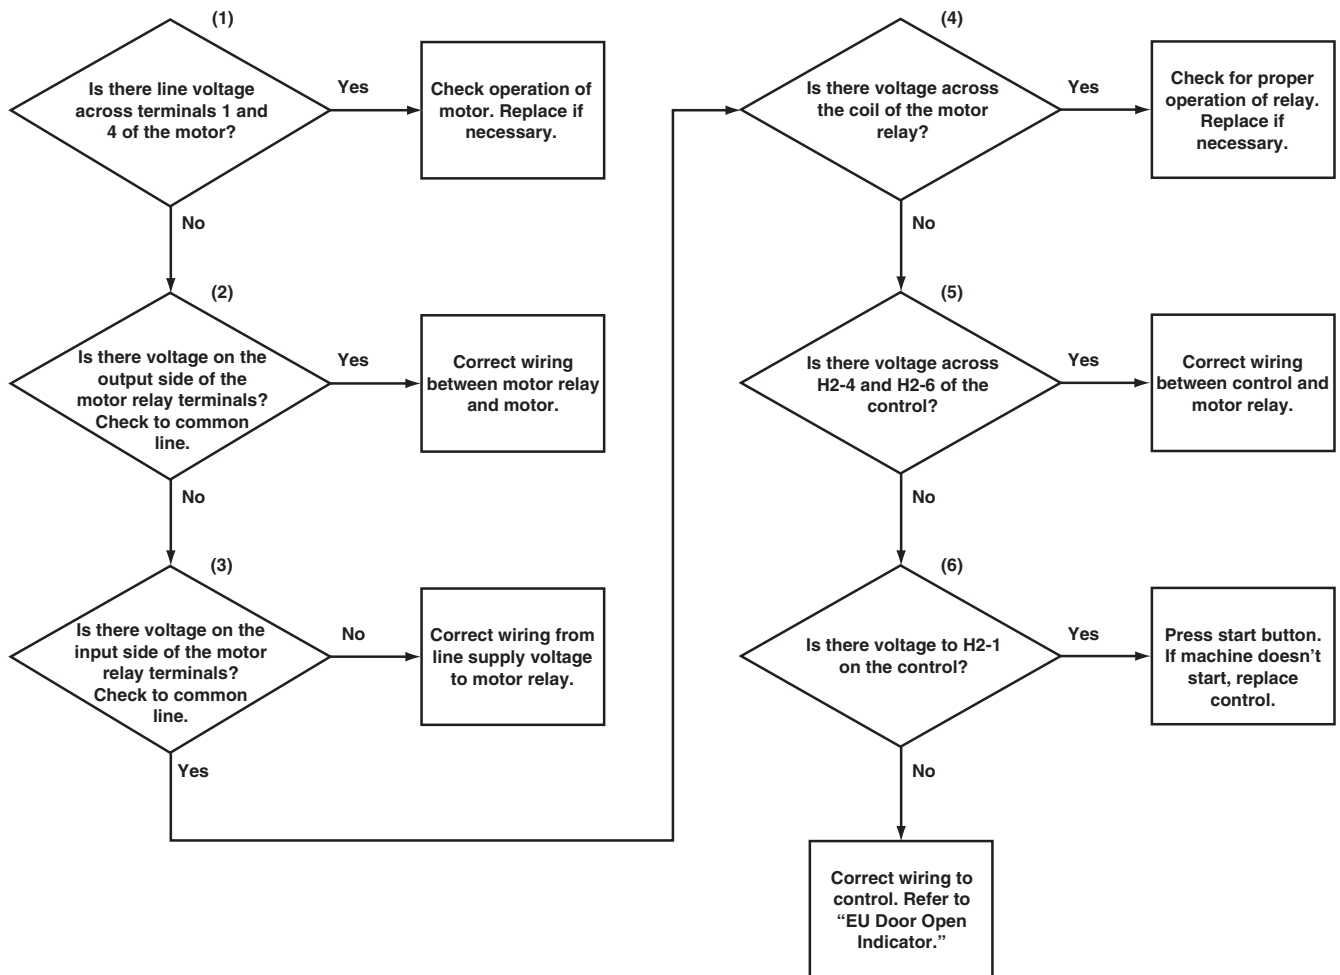 (1)
Is there line voltage
across terminals 1 and
4 of the motor?
Yes
Check operation of
motor. Replace if
necessary.
No
(2)
Is there voltage on the
output side of the
motor relay terminals?
Check to common
line.
Yes
Correct wiring
between motor relay
and motor.
No
(3)
Is there voltage on the
input side of the motor
relay terminals?
Check to common
line.
No
Correct wiring from
line supply voltage
to motor relay.
Yes
(4)
Is there voltage across
the coil of the motor
relay?
Yes
Check for proper
operation of relay.
Replace if
necessary.
No
(5)
Is there voltage across
H2-4 and H2-6 of the
control?
Yes
Correct wiring
between control and
motor relay.
No
(6)
Is there voltage to H2-1
on the control?
Yes
Press start button.
If machine doesn’t
start, replace
control.
No
Correct wiring to
control. Refer to
“EU Door Open
Indicator.”